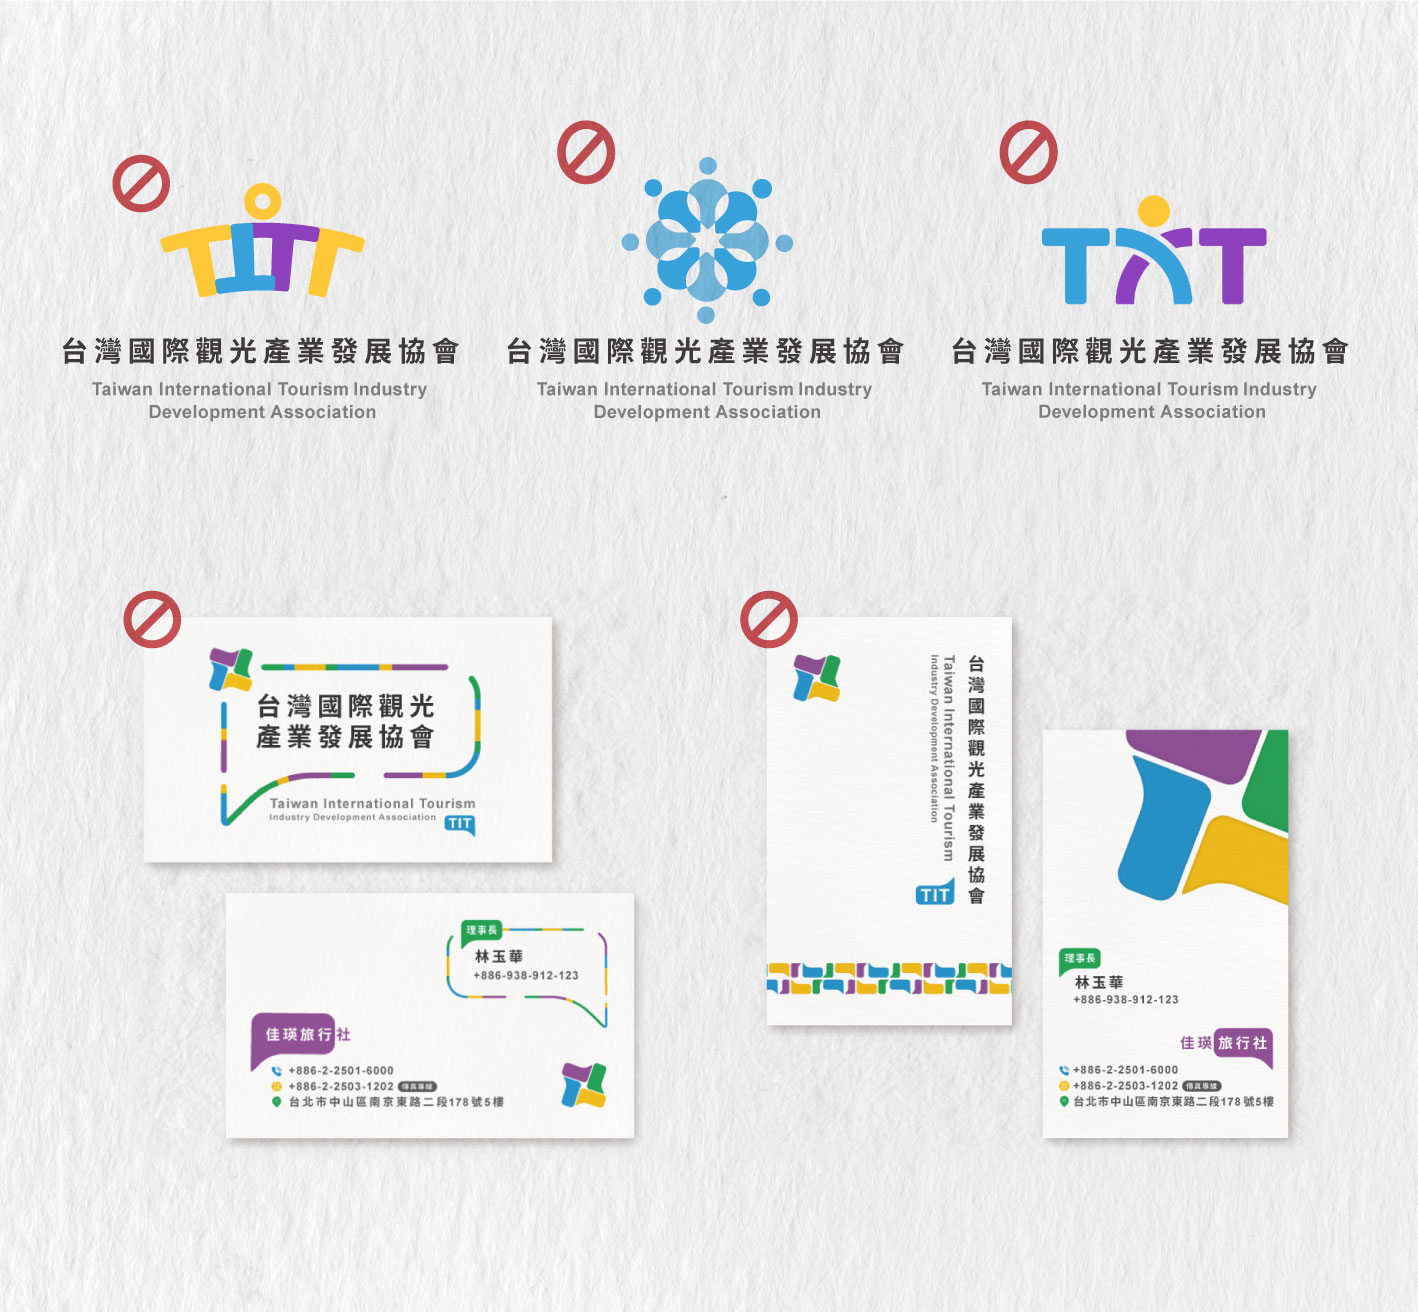 台灣國際觀光產業發展協會
Taiwan International Tourism Industry
Development Association
台灣國際觀光產業發展協會
Taiwan International Tourism Industry
Development Association
TXT
台灣國際觀光產業發展協會
Taiwan International Tourism Industry
Development Association
台灣國際觀光
產業發展協會
Taiwan International Tourism
Industry Development Association
TIT
理事長
林玉華
+886-938-912-123
佳瑛旅行社
+886-2-2501-6000
+886-2-2503-1202 傳真專線
台北市中山區南京東路二段178號5樓
台灣國際觀光產業發展協會
Taiwan International Tourism
Industry Development Association
TIT
理事長
林玉華
+886-938-912-123
佳瑛旅行社
+886-2-2501-6000
+886-2-2503-1202 傳真專線
台北市中山區南京東路二段178號5樓